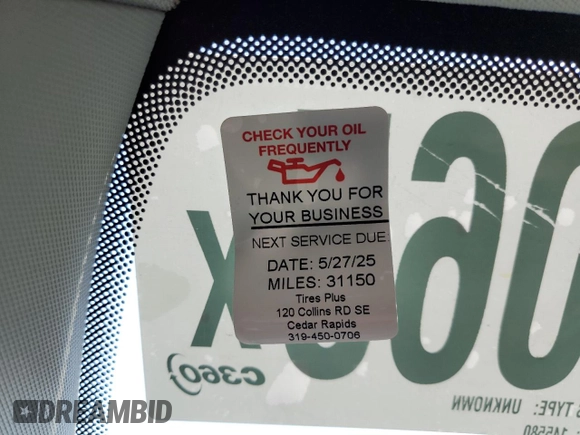 CHECK YOUR OIL
FREQUENTLY
THANK YOU FOR
YOUR BUSINESS
NEXT SERVICE DUE
DATE: 5/27/25
MILES: 31150
Tires Plus
120 Collins RD SE
Cedar Rapids
319-450-0706
X
C360
TYPE: UNKNOWN
DREAMBID